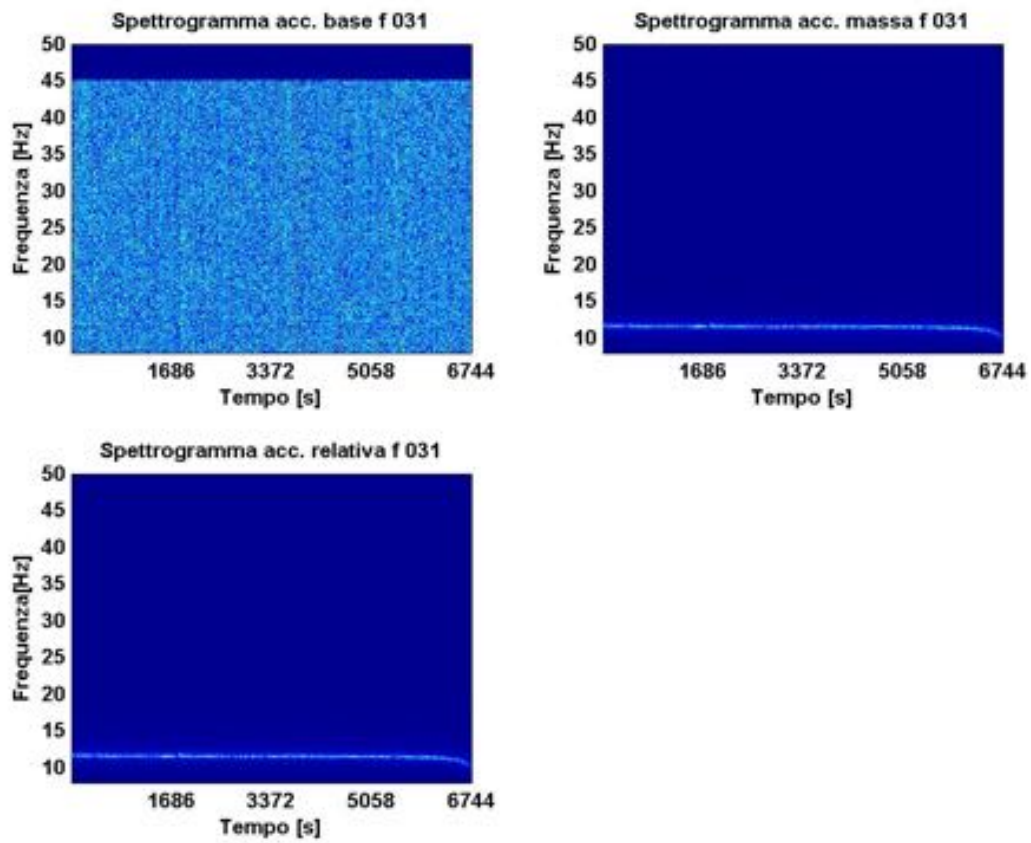 Spettrogramma acc. base f 031
50
45
40
35
30
25
20
15
10
Frequenza [Hz]
1686 3372 5058 6744
Tempo [s]
Spettrogramma acc. massa f 031
50
45
40
35
30
25
20
15
10
Frequenza [Hz]
1686 3372 5058 6744
Tempo [s]
Spettrogramma acc. relativa f 031
50
45
40
35
30
25
20
15
10
Frequenza[Hz]
1686 3372 5058 6744
Tempo [s]